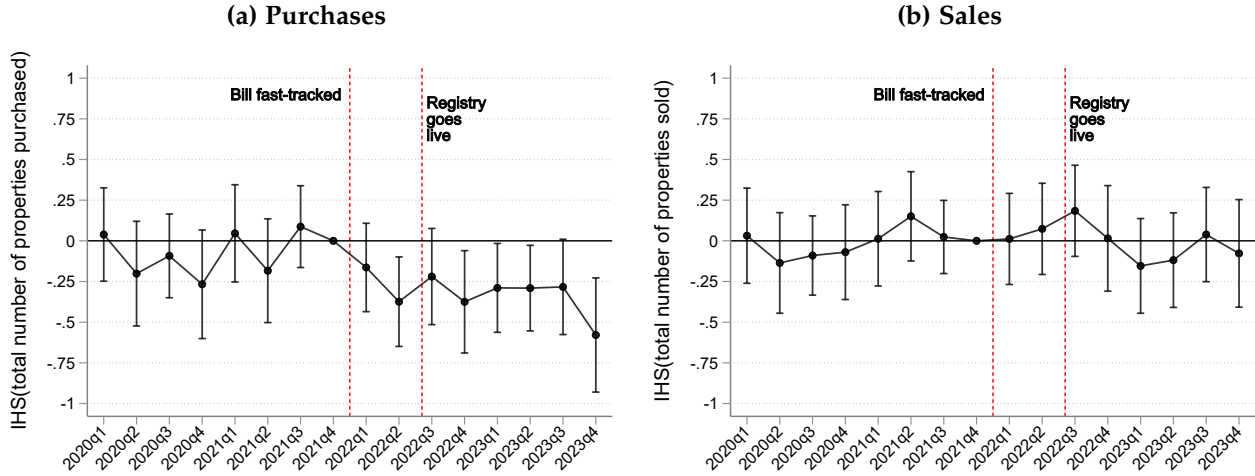 (a) Purchases
IHS(total number of properties purchased)
1
.75
.5
.25
0
-.25
-.5
-.75
-1
Bill fast-tracked
Registry
goes
live
2020q1
2020q2
2020q3
2020q4
2021q1
2021q2
2021q3
2021q4
2022q1
2022q2
2022q3
2022q4
2023q1
2023q2
2023q3
2023q4
(b) Sales
IHS(total number of properties sold)
1
.75
.5
.25
0
-.25
-.5
-.75
-1
Bill fast-tracked
Registry
goes
live
2020q1
2020q2
2020q3
2020q4
2021q1
2021q2
2021q3
2021q4
2022q1
2022q2
2022q3
2022q4
2023q1
2023q2
2023q3
2023q4